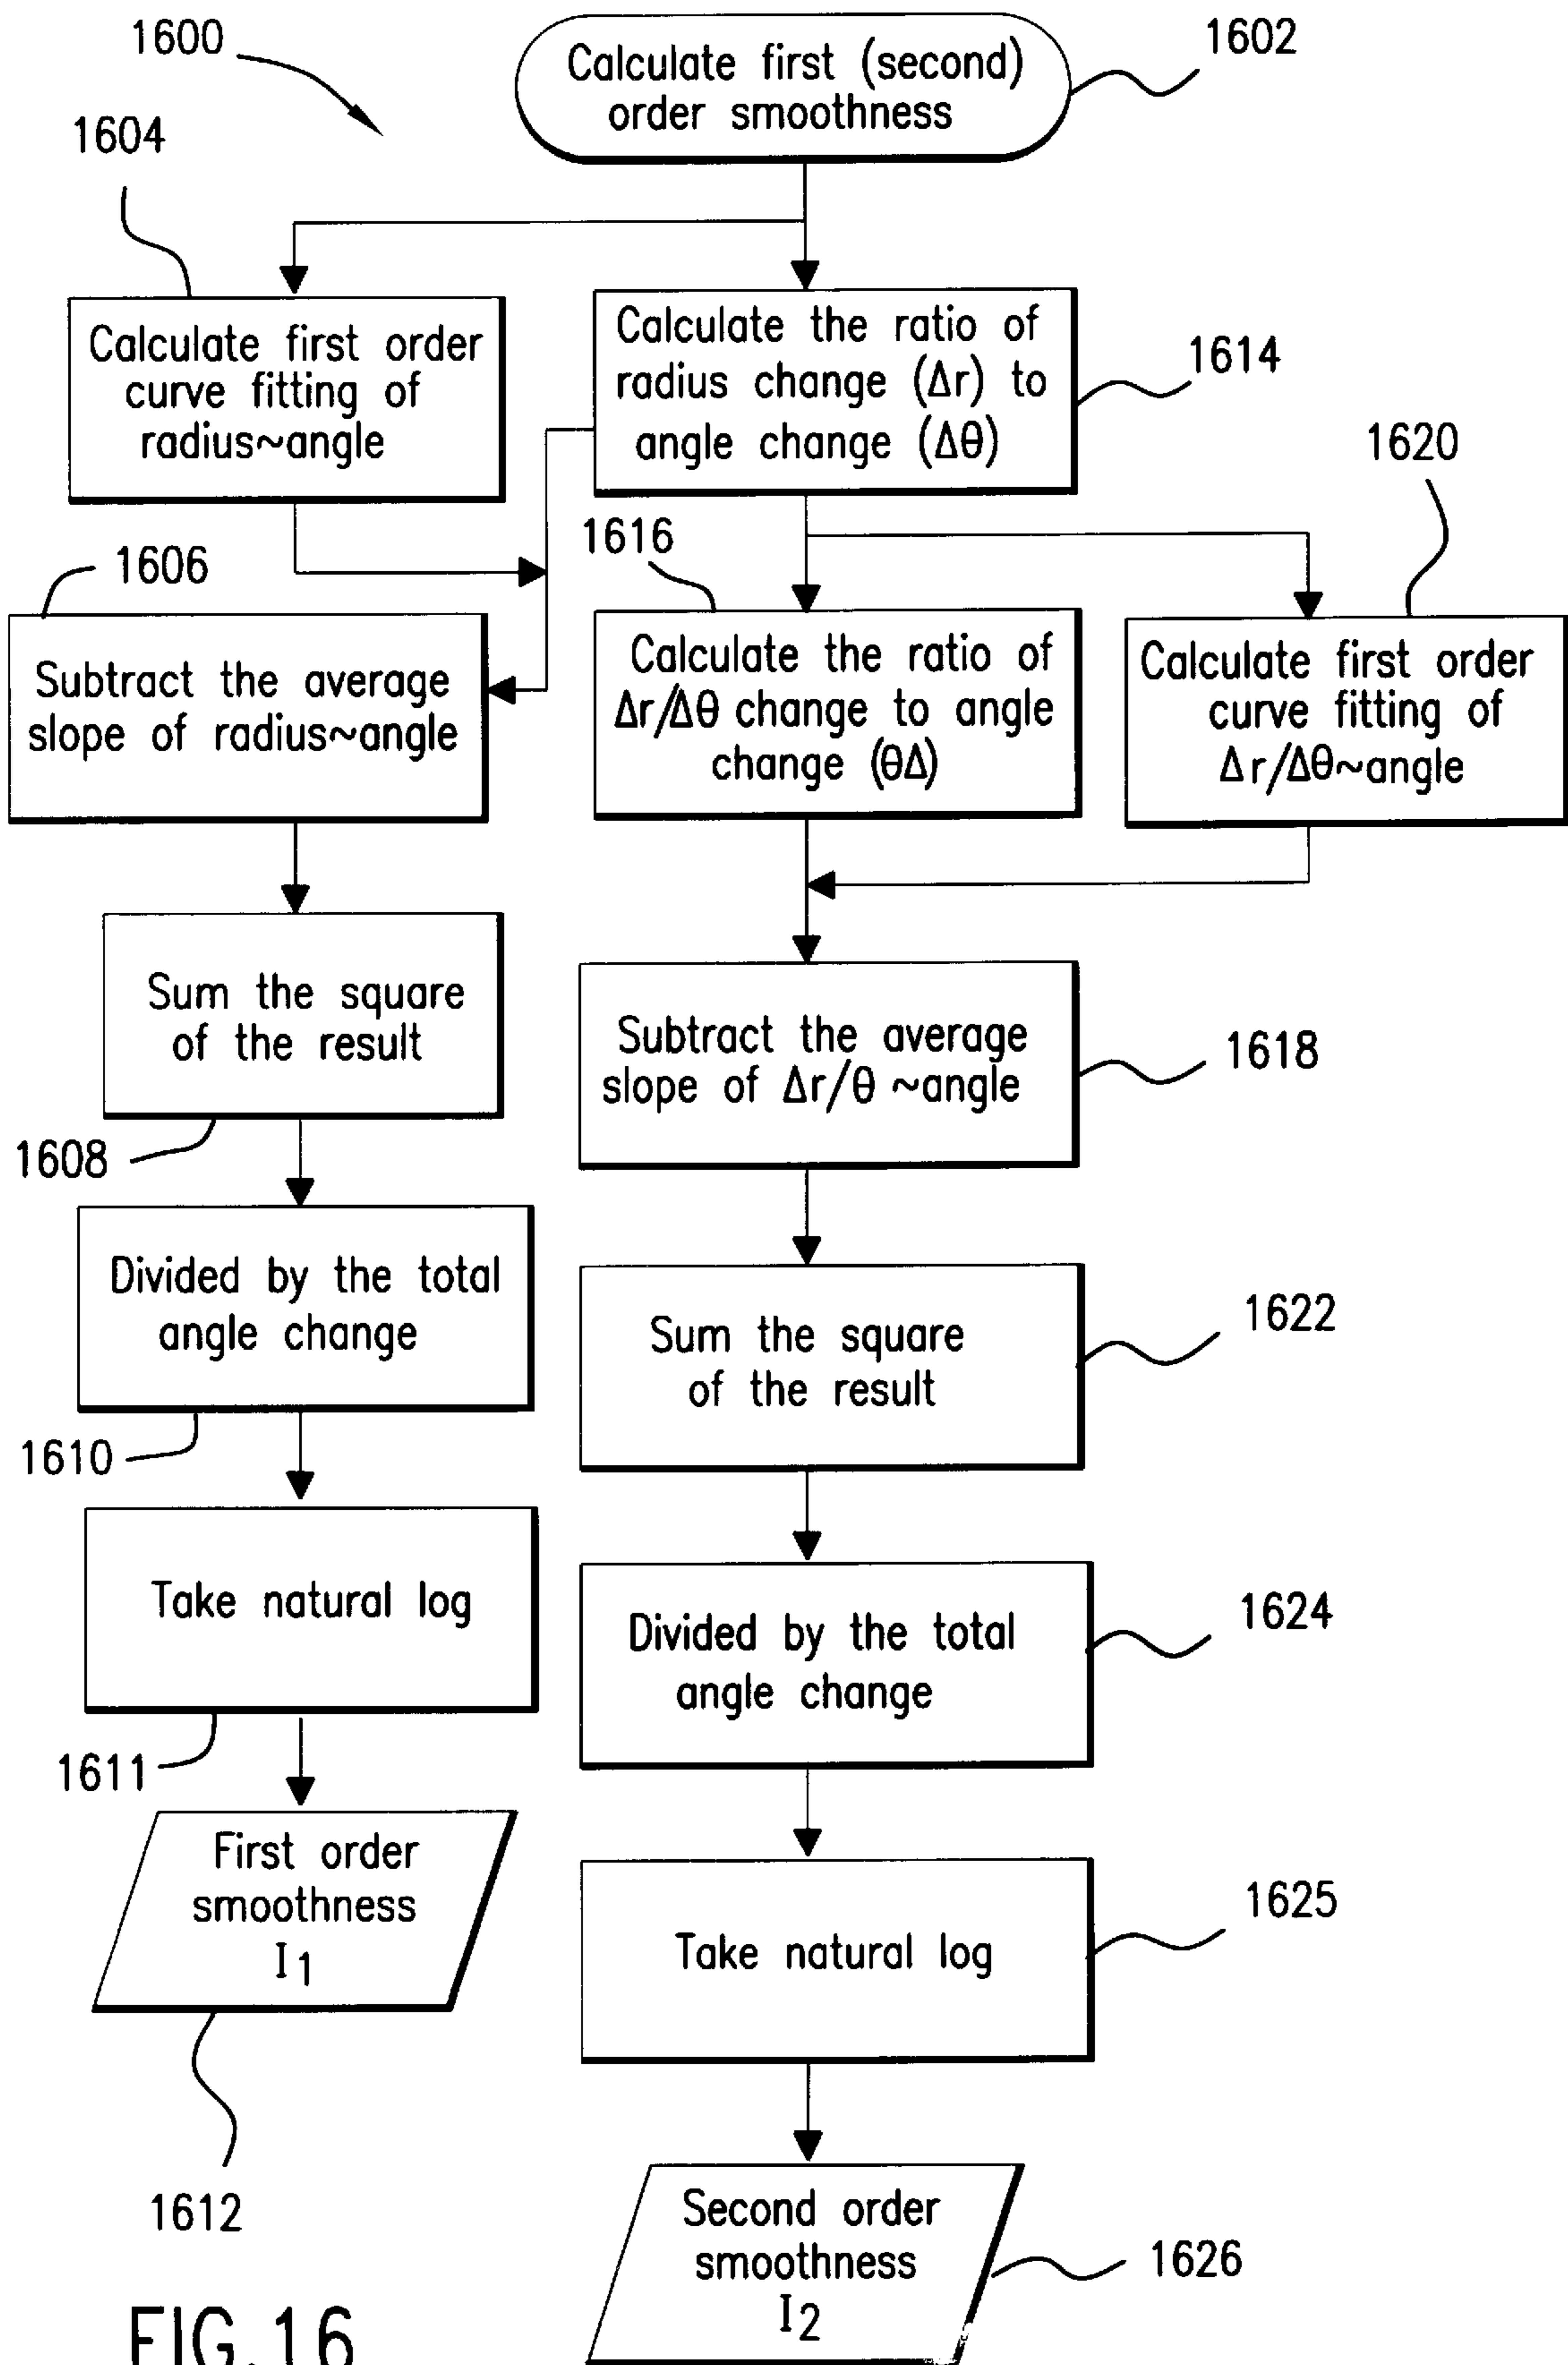 1600
Calculate first (second)
order smoothness
1602
1604
Calculate first order
curve fitting of
radius~angle
Calculate the ratio of
radius change (Δr) to
angle change (Δθ)
1614
1620
1616
1606
Subtract the average
slope of radius~angle
Calculate the ratio of
Δr/Δθ change to angle
change (θΔ)
Calculate first order
curve fitting of
Δr/Δθ~angle
Sum the square
of the result
1608
Subtract the average
slope of Δr/θ ~angle
1618
Divided by the total
angle change
1610
Sum the square
of the result
1622
Take natural log
1611
Divided by the total
angle change
1624
First order
smoothness
I1
1612
Take natural log
1625
Second order
smoothness
I2
1626
FIG.16